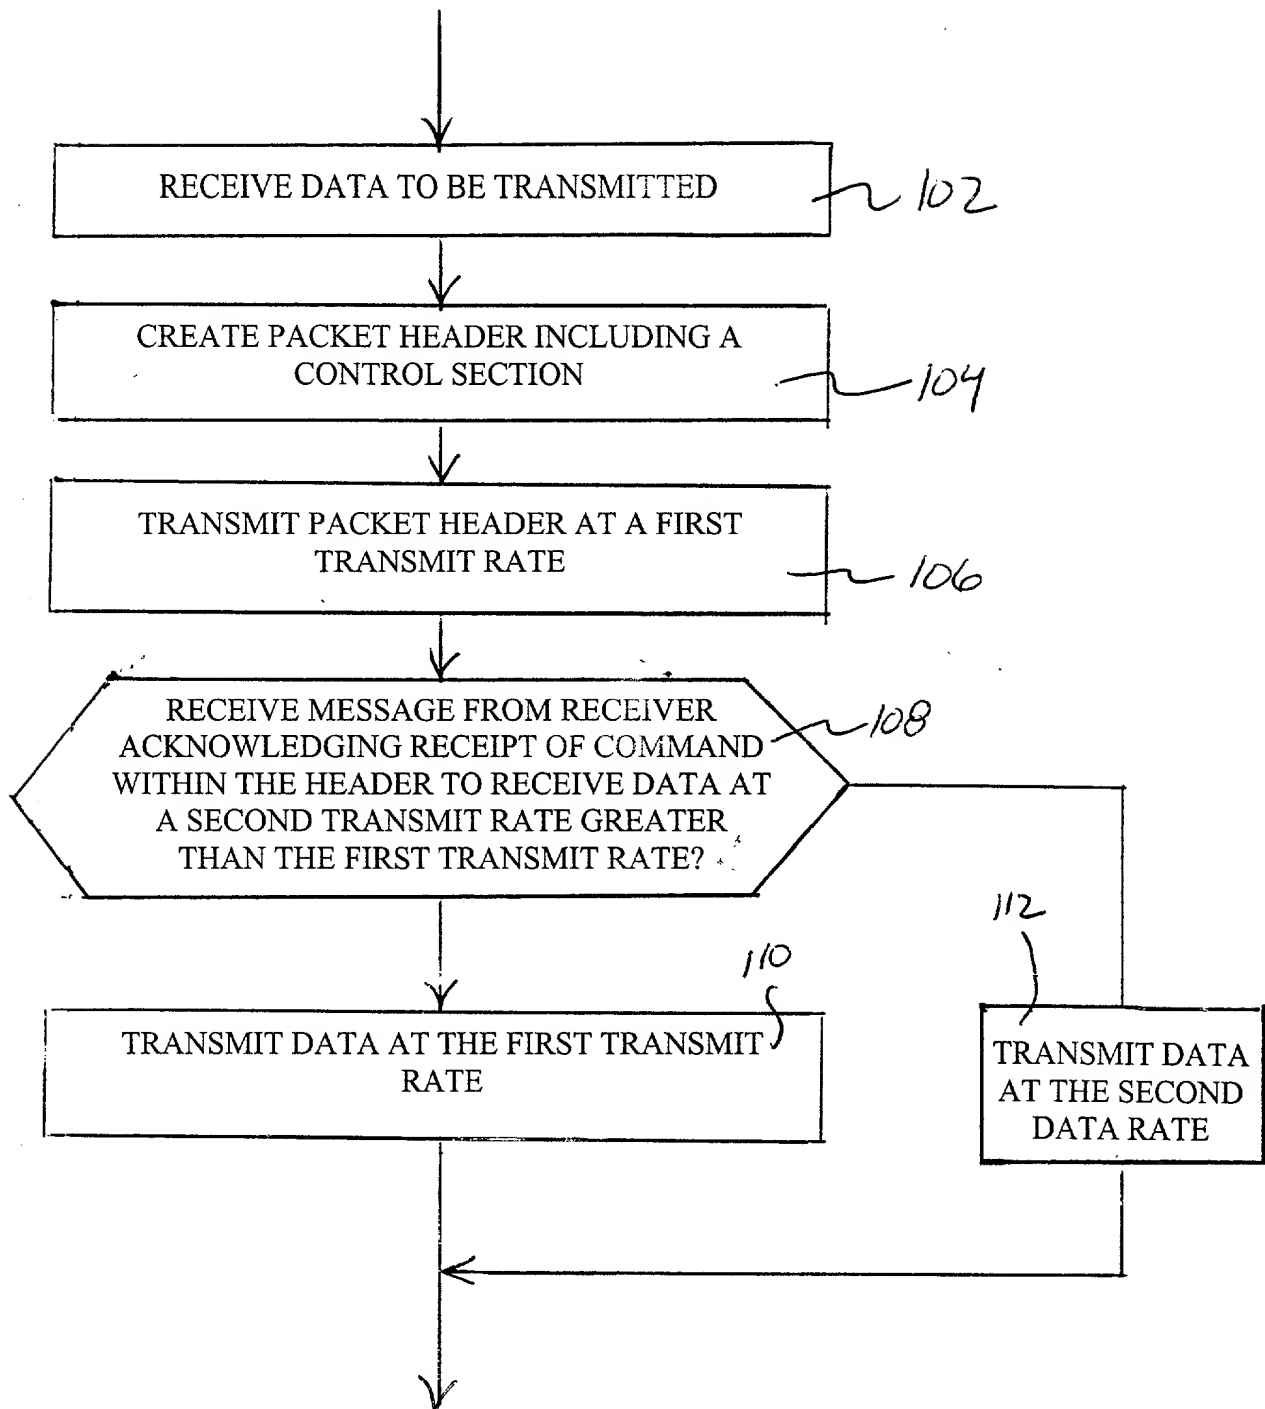 RECEIVE DATA TO BE TRANSMITTED
102
CREATE PACKET HEADER INCLUDING A
CONTROL SECTION
104
TRANSMIT PACKET HEADER AT A FIRST
TRANSMIT RATE
106
RECEIVE MESSAGE FROM RECEIVER
ACKNOWLEDGING RECEIPT OF COMMAND
WITHIN THE HEADER TO RECEIVE DATA AT
A SECOND TRANSMIT RATE GREATER
THAN THE FIRST TRANSMIT RATE?
108
110
TRANSMIT DATA AT THE FIRST TRANSMIT
RATE
112
TRANSMIT DATA
AT THE SECOND
DATA RATE